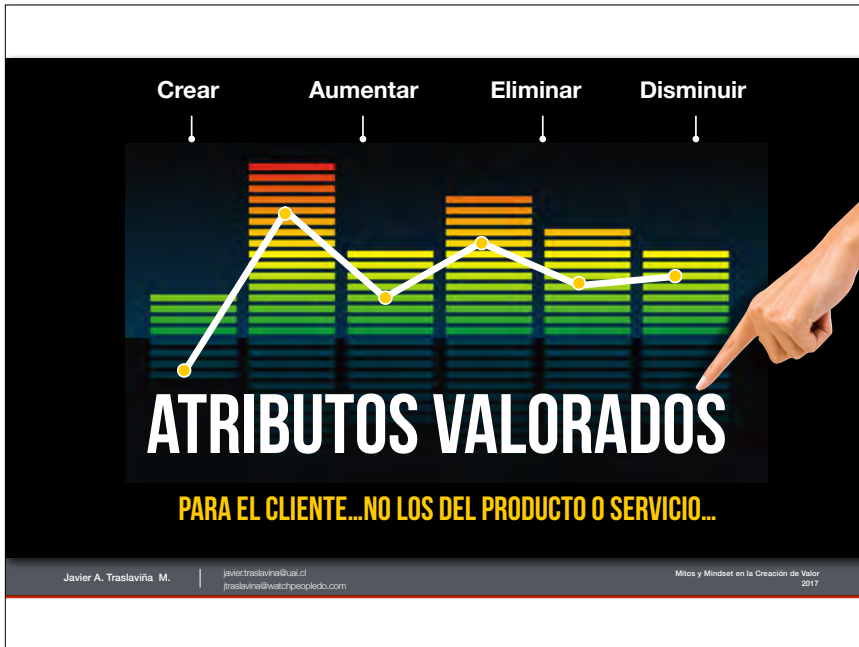 Crear Aumentar Eliminar Disminuir
ATRIBUTOS VALORADOS
PARA EL CLIENTE...NO LOS DEL PRODUCTO O SERVICIO...
Javier A. Traslaviña M.
javier.traslavina@uai.cl
jtraslavina@watchpeopledo.com
Mitos y Mindset en la Creación de Valor
2017